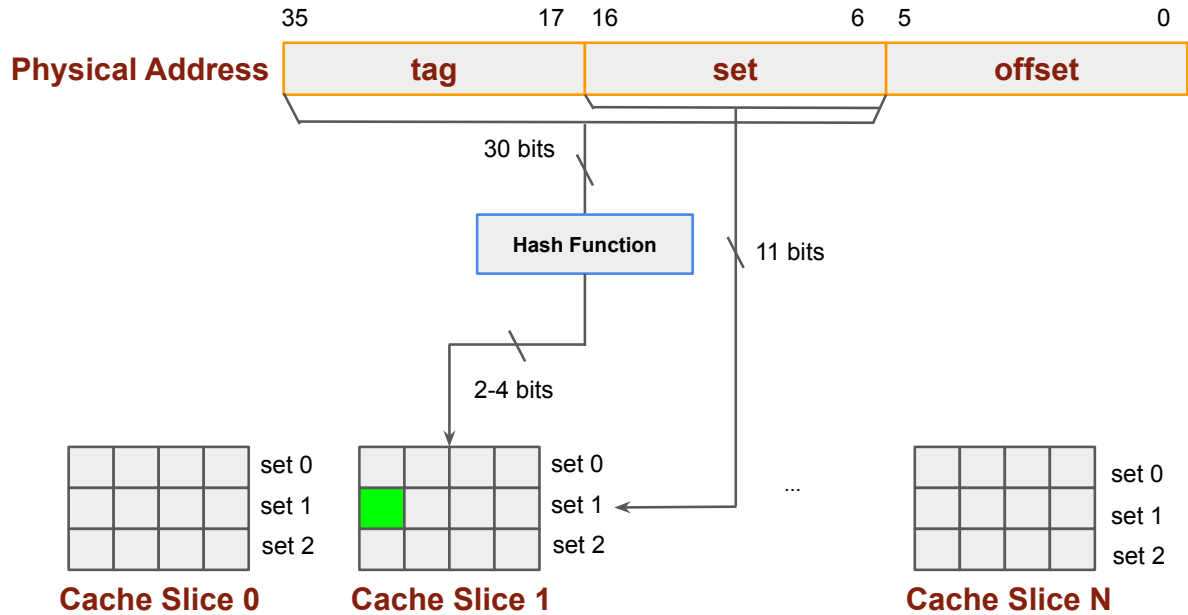 35 17 16 6 5 0
Physical Address tag set offset
30 bits
Hash Function
11 bits
2-4 bits
set 0 set 0 set 0
set 1 set 1 ... set 1
set 2 set 2 set 2
Cache Slice 0 Cache Slice 1 Cache Slice N